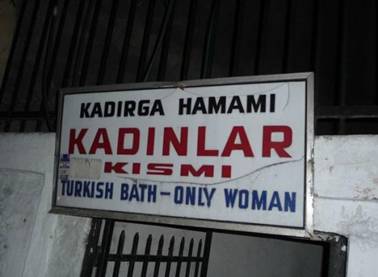 KADIRGA HAMAMI
KADINLAR
KISMI
TURKISH BATH-ONLY WOMAN